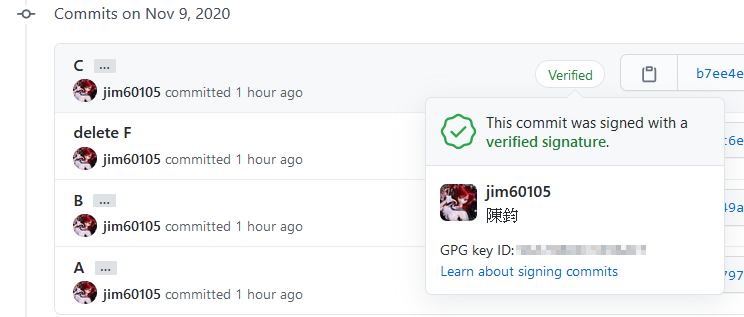 Commits on Nov 9, 2020
C ...
Verified
b7ee4e
jim60105 committed 1 hour ago
This commit was signed with a
verified signature.
delete F
jim60105 committed 1 hour ago
c6e
jim60105
陳鈞
B ...
49a
jim60105 committed 1 hour ago
GPG key ID:
Learn about signing commits
A ...
797
jim60105 committed 1 hour ago